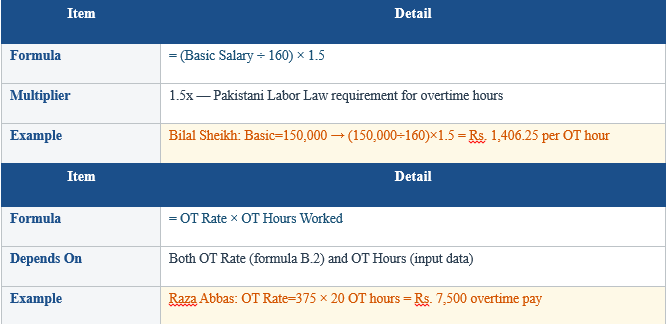 Item Detail
Formula = (Basic Salary ÷ 160) × 1.5
Multiplier 1.5x — Pakistani Labor Law requirement for overtime hours
Example Bilal Sheikh: Basic=150,000 → (150,000÷160)×1.5 = Rs. 1,406.25 per OT hour
Item Detail
Formula = OT Rate × OT Hours Worked
Depends On Both OT Rate (formula B.2) and OT Hours (input data)
Example Raza Abbas: OT Rate=375 × 20 OT hours = Rs. 7,500 overtime pay